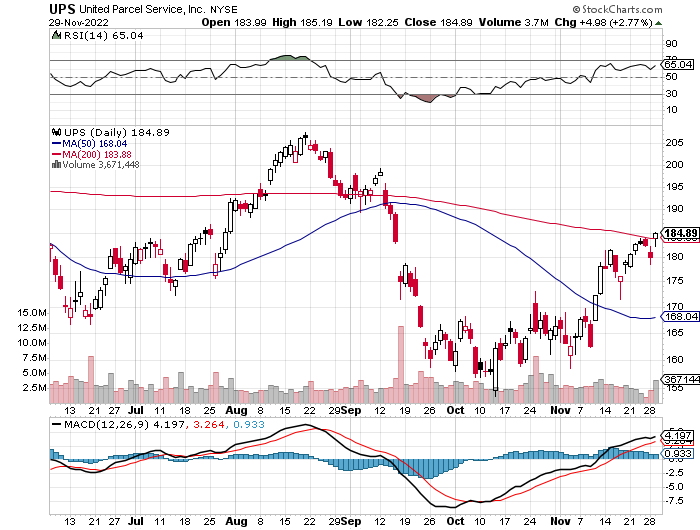 UPS United Parcel Service, Inc. NYSE © StockCharts.com
29-Nov-2022 Open 183.99 High 185.19 Low 182.25 Close 184.89 Volume 3.7M Chg +4.98 (+2.77%)
RSI(14) 65.04
90
70
65.04
50
30
10
UPS (Daily) 184.89
MA(50) 168.04
MA(200) 183.88
Volume 3,671,448
205
200
195
190
184.89
180
175
170
168.04
165
160
155
15.0M
12.5M
10.0M
7.5M
5.0M
2.5M
3671448
13 21 27 Jul 11 18 25 Aug 8 15 22 Sep 12 19 26 Oct 10 17 24 Nov 7 14 21 28
MACD(12,26,9) 4.197, 3.264, 0.933
4.197
0.933
-2.5
-5.0
-7.5
13 21 27 Jul 11 18 25 Aug 8 15 22 Sep 12 19 26 Oct 10 17 24 Nov 7 14 21 28